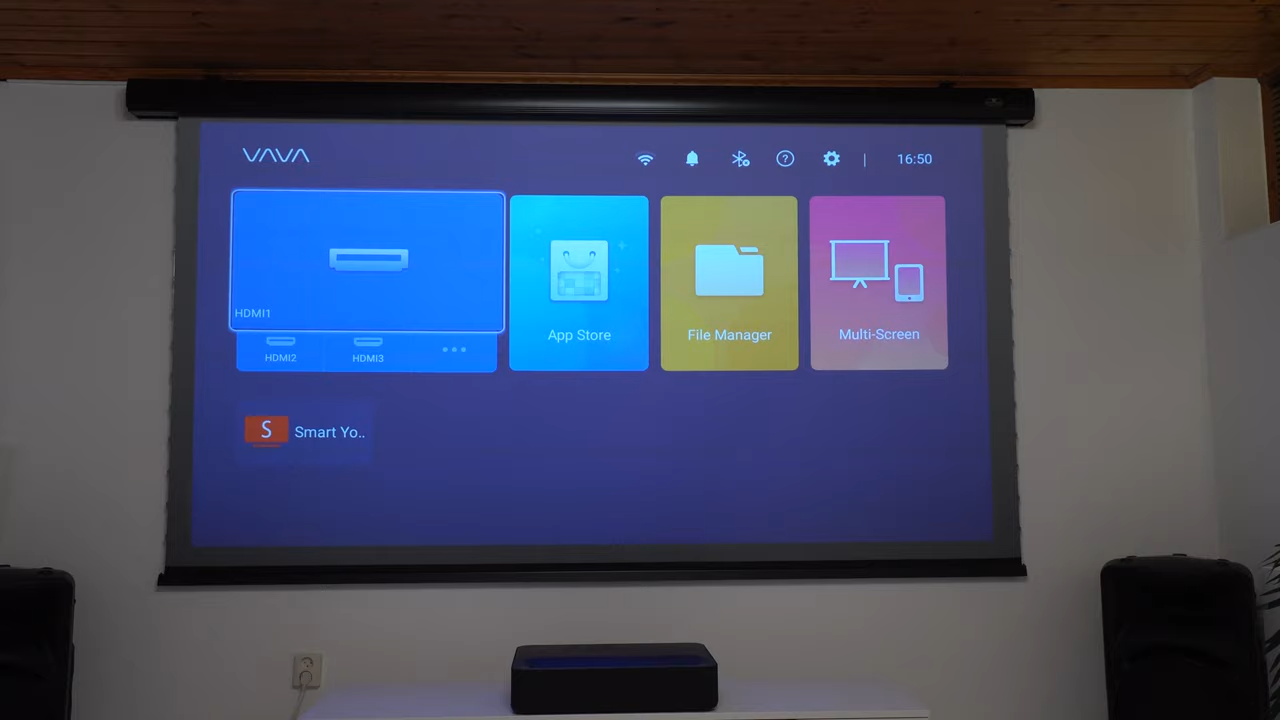 VAVA
? | 16:50
HDMI1
HDMI2
HDMI3
App Store
File Manager
Multi-Screen
S
Smart Yo..